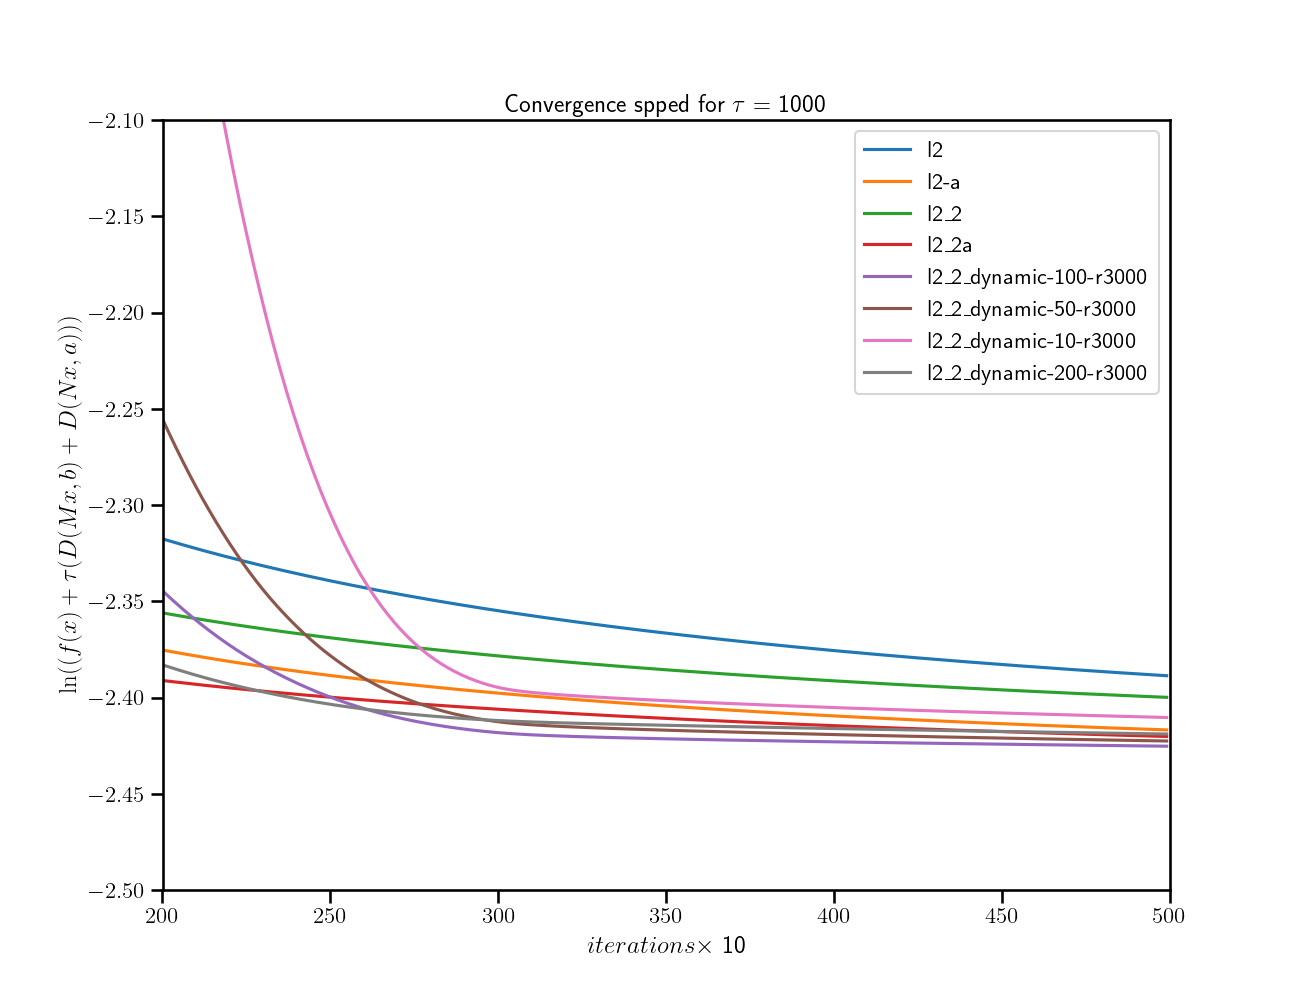 Convergence spped for τ = 1000
ln((f(x) + τ(D(Mx, b) + D(Nx, a)))
−2.10
−2.15
−2.20
−2.25
−2.30
−2.35
−2.40
−2.45
−2.50
l2
l2-a
l2_2
l2_2a
l2_2_dynamic-100-r3000
l2_2_dynamic-50-r3000
l2_2_dynamic-10-r3000
l2_2_dynamic-200-r3000
200 250 300 350 400 450 500
iterations× 10